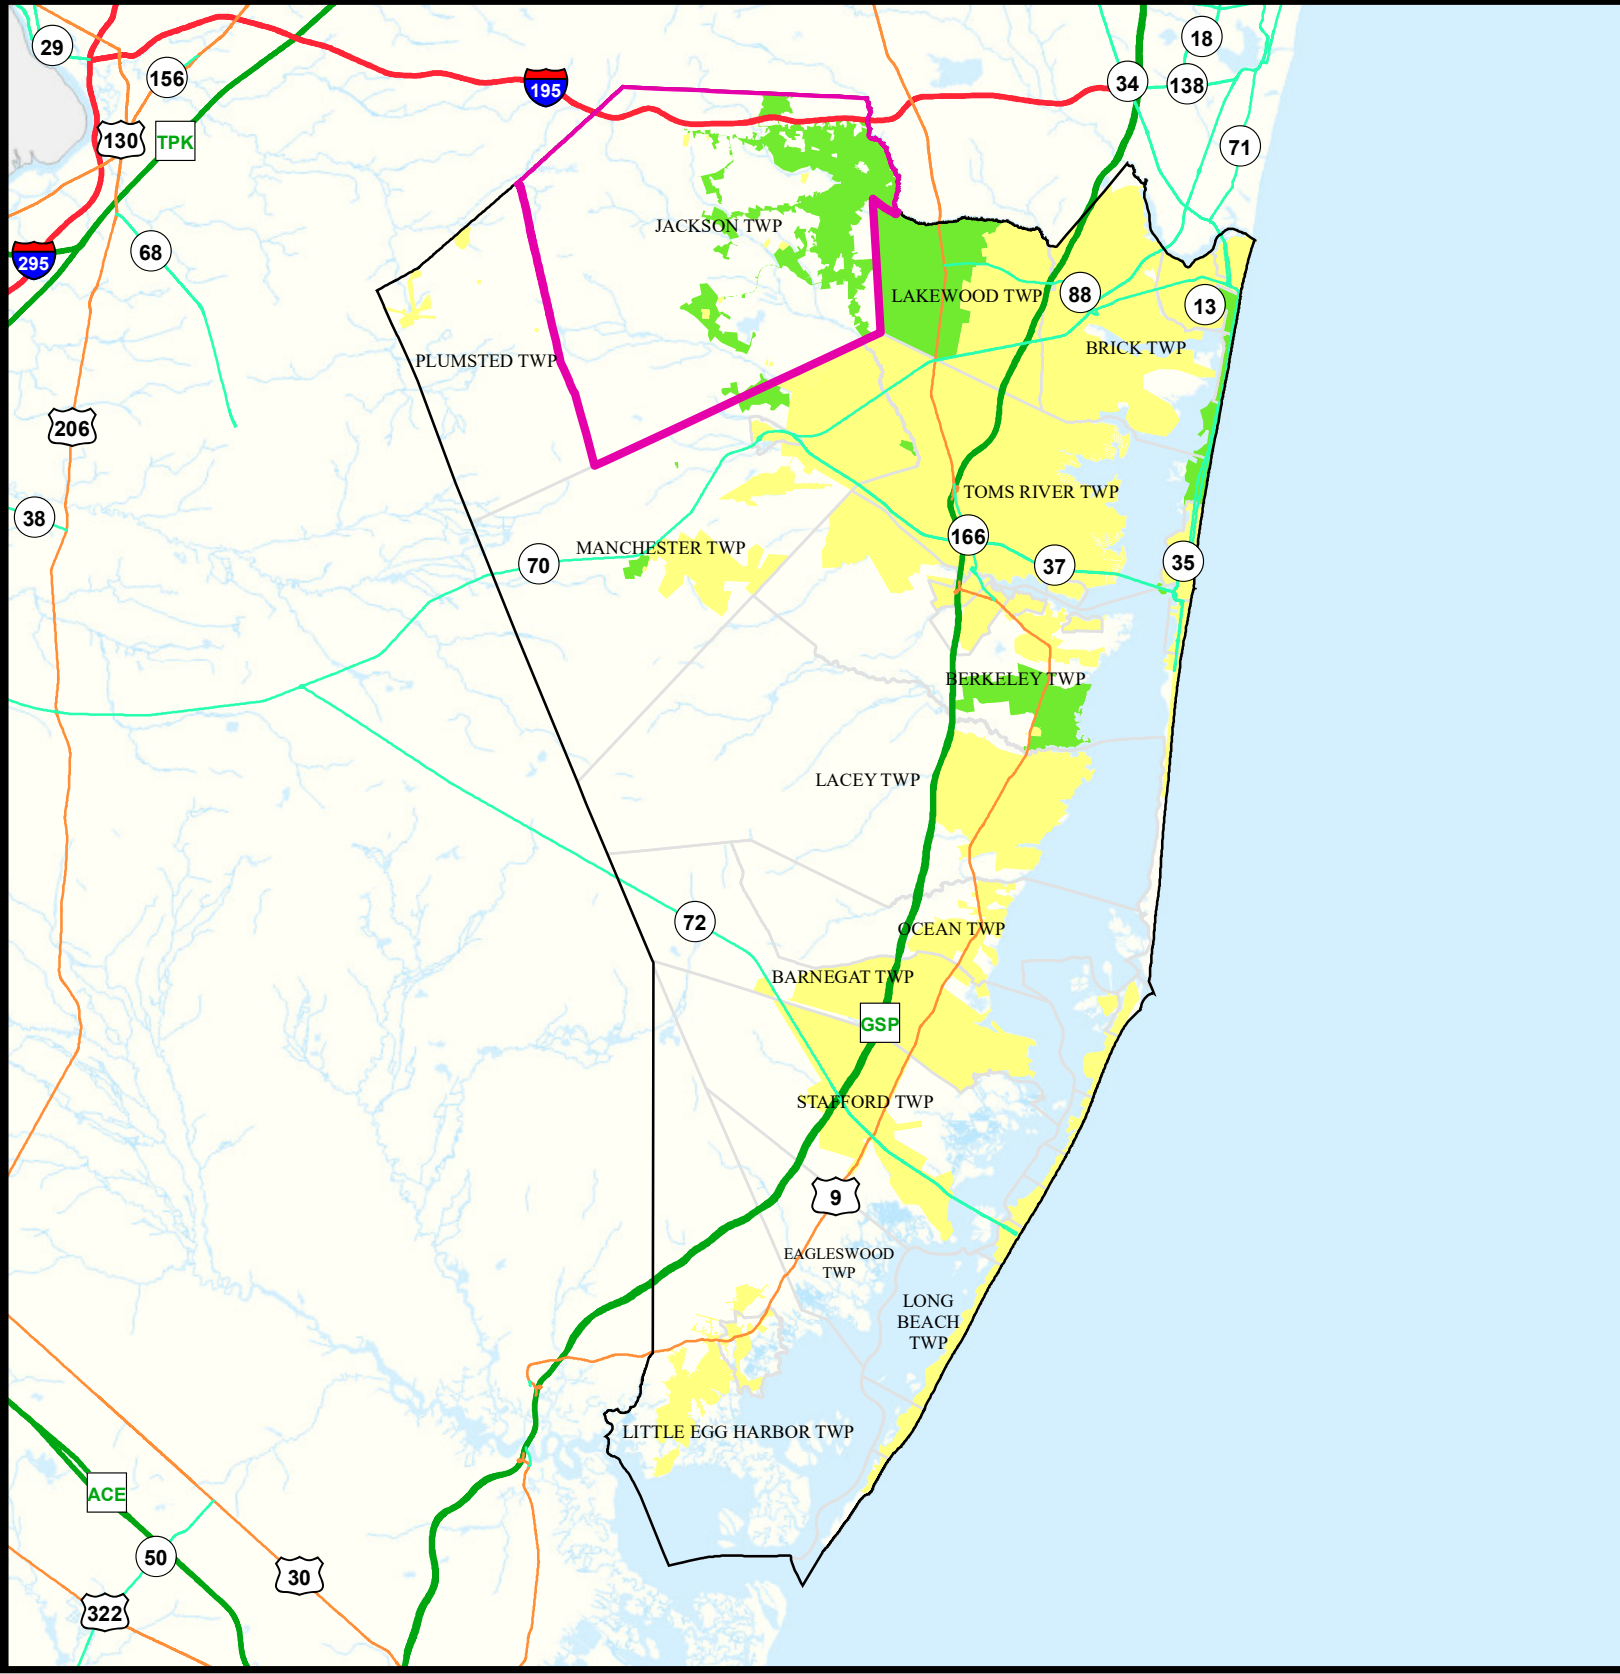 29
18
156
34
138
195
130
TPK
71
JACKSON TWP
68
295
LAKEWOOD TWP
88
13
BRICK TWP
PLUMSTED TWP
206
TOMS RIVER TWP
38
166
MANCHESTER TWP
70
37
35
BERKELEY TWP
LACEY TWP
72
OCEAN TWP
BARNEGAT TWP
GSP
STAFFORD TWP
9
EAGLESWOOD
TWP
LONG
BEACH
TWP
LITTLE EGG HARBOR TWP
ACE
50
30
322